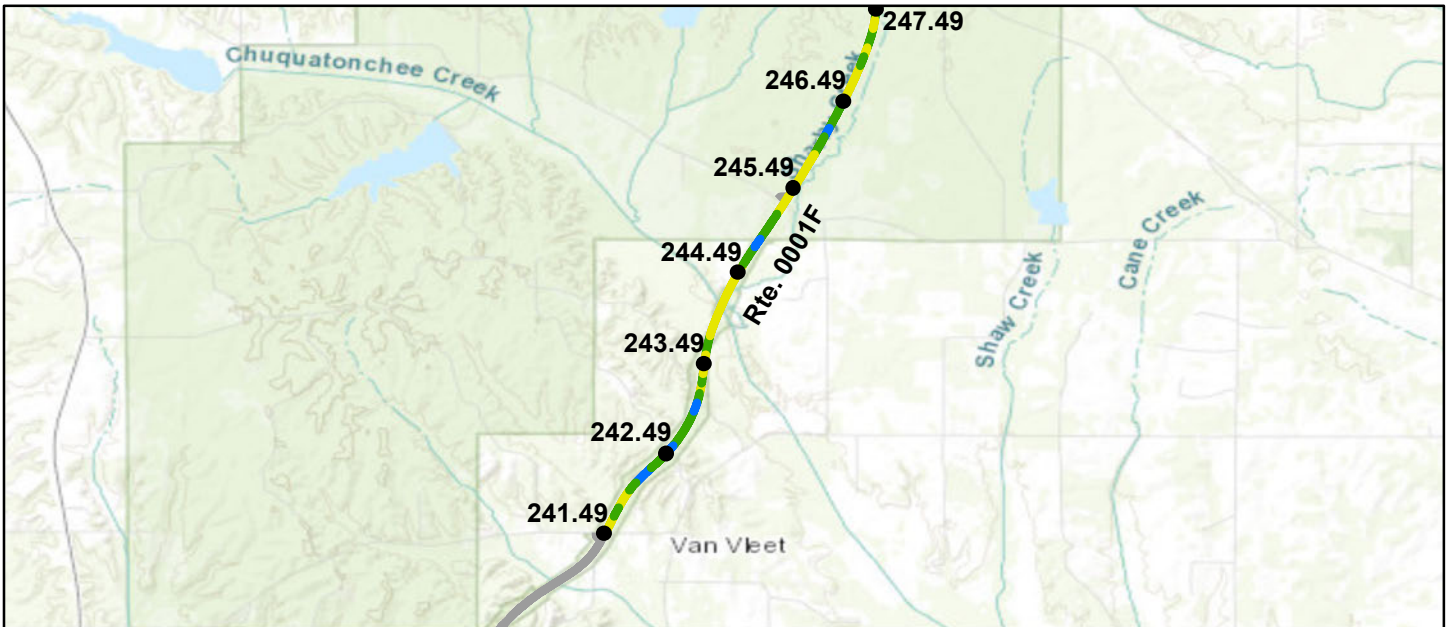 247.49
Chuquatonchee Creek
246.49
245.49
244.49
Rte. 0001F
Cane Creek
Shaw Creek
243.49
242.49
241.49
Van Vleet